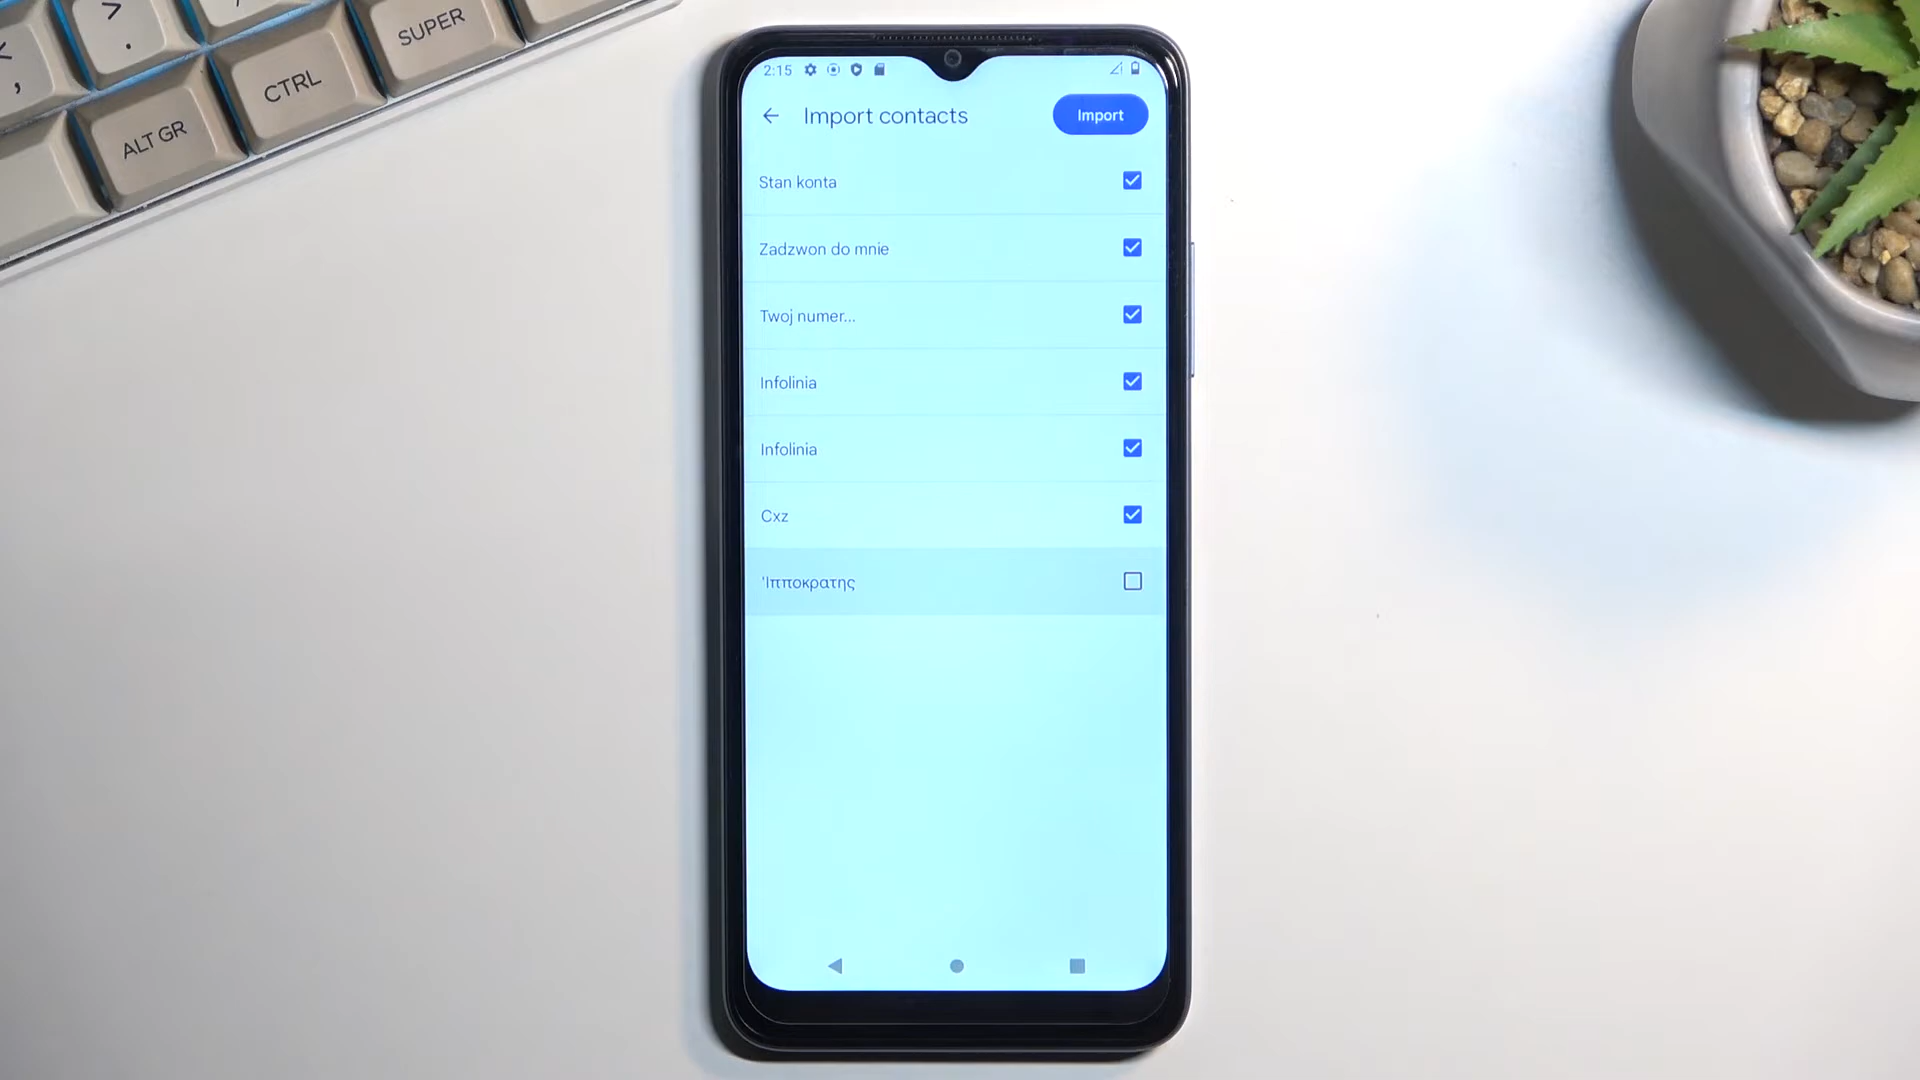 > .
< ,
ALT GR
CTRL
SUPER
2:15
Import contacts
Import
Stan konta
Zadzwon do mnie
Twoj numer...
Infolinia
Infolinia
Cxz
'Ιπποκρατης